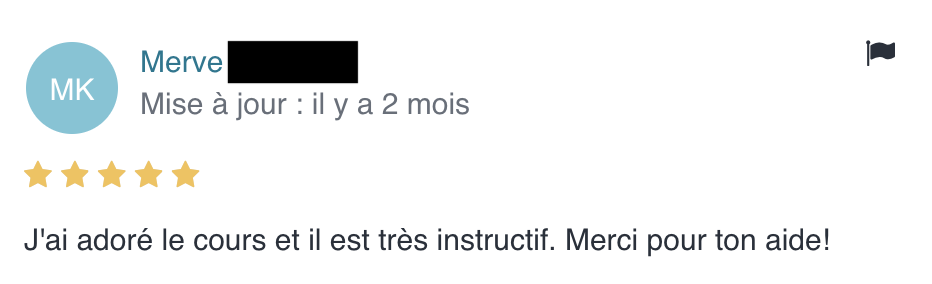 MK
Merve
Mise à jour : il y a 2 mois
J'ai adoré le cours et il est très instructif. Merci pour ton aide!